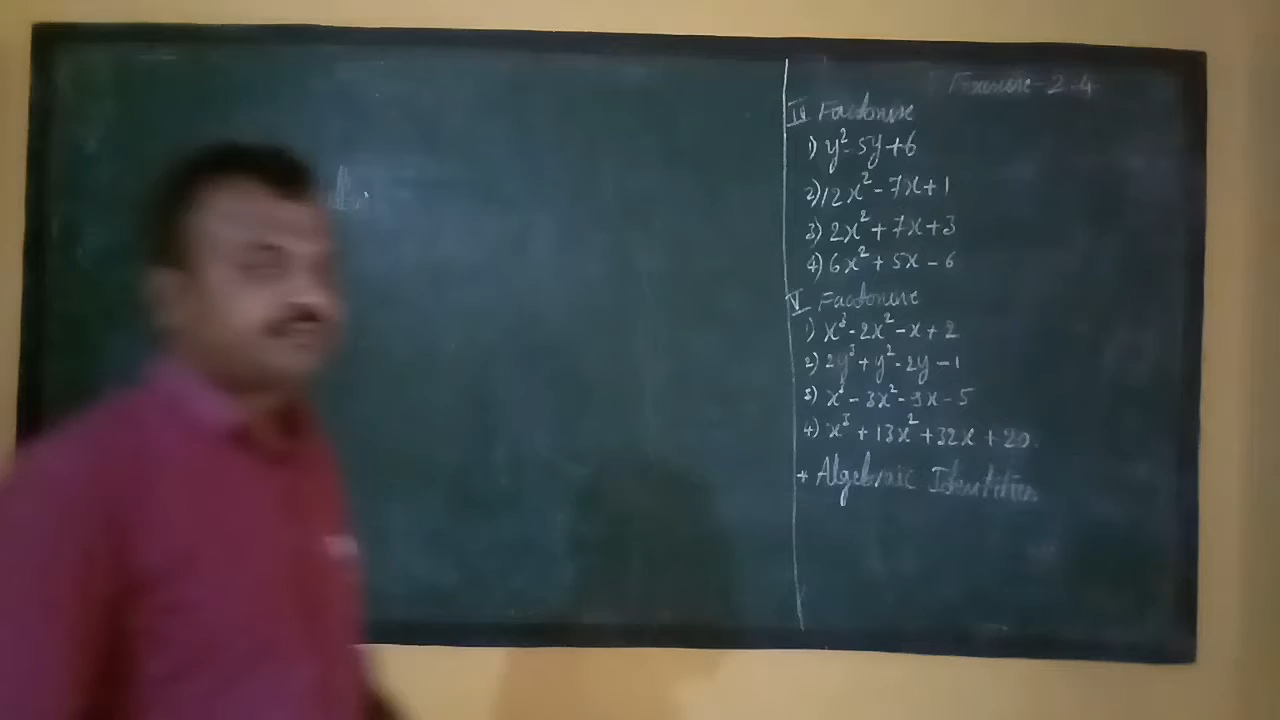 Exercise-2.4
IV Factorise
1) y²-5y+6
2) 12x²-7x+1
3) 2x²+7x+3
4) 6x²+5x-6
V Factorise
1) x³-2x²-x+2
2) 2y³+y²-2y-1
3) x³-3x²-9x-5
4) x³+13x²+32x+20.
+ Algebraic Identities